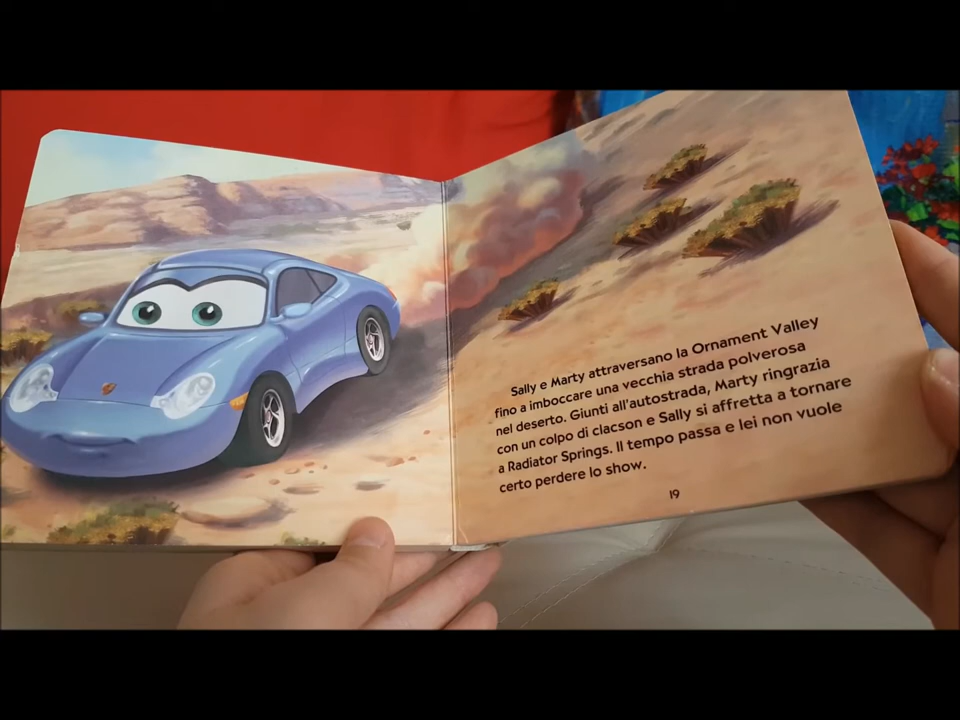 Sally e Marty attraversano la Ornament Valley
fino a imboccare una vecchia strada polverosa
nel deserto. Giunti all'autostrada, Marty ringrazia
con un colpo di clacson e Sally si affretta a tornare
a Radiator Springs. Il tempo passa e lei non vuole
certo perdere lo show.
19